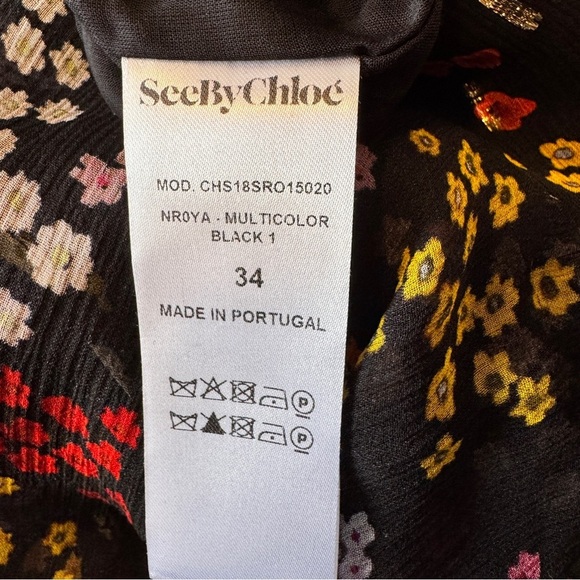 SeeByChloé
MOD. CHS18SRO15020
NR0YA - MULTICOLOR
BLACK 1
34
MADE IN PORTUGAL
P
P